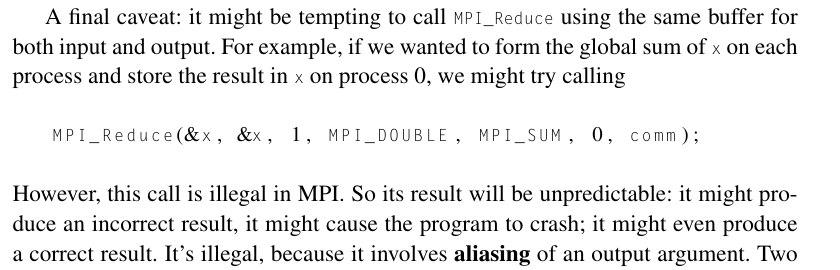 A final caveat: it might be tempting to call MPI_Reduce using the same buffer for
both input and output. For example, if we wanted to form the global sum of x on each
process and store the result in x on process 0, we might try calling
MPI_Reduce(&x, &x, 1, MPI_DOUBLE, MPI_SUM, 0, comm);
However, this call is illegal in MPI. So its result will be unpredictable: it might pro-
duce an incorrect result, it might cause the program to crash; it might even produce
a correct result. It's illegal, because it involves aliasing of an output argument. Two